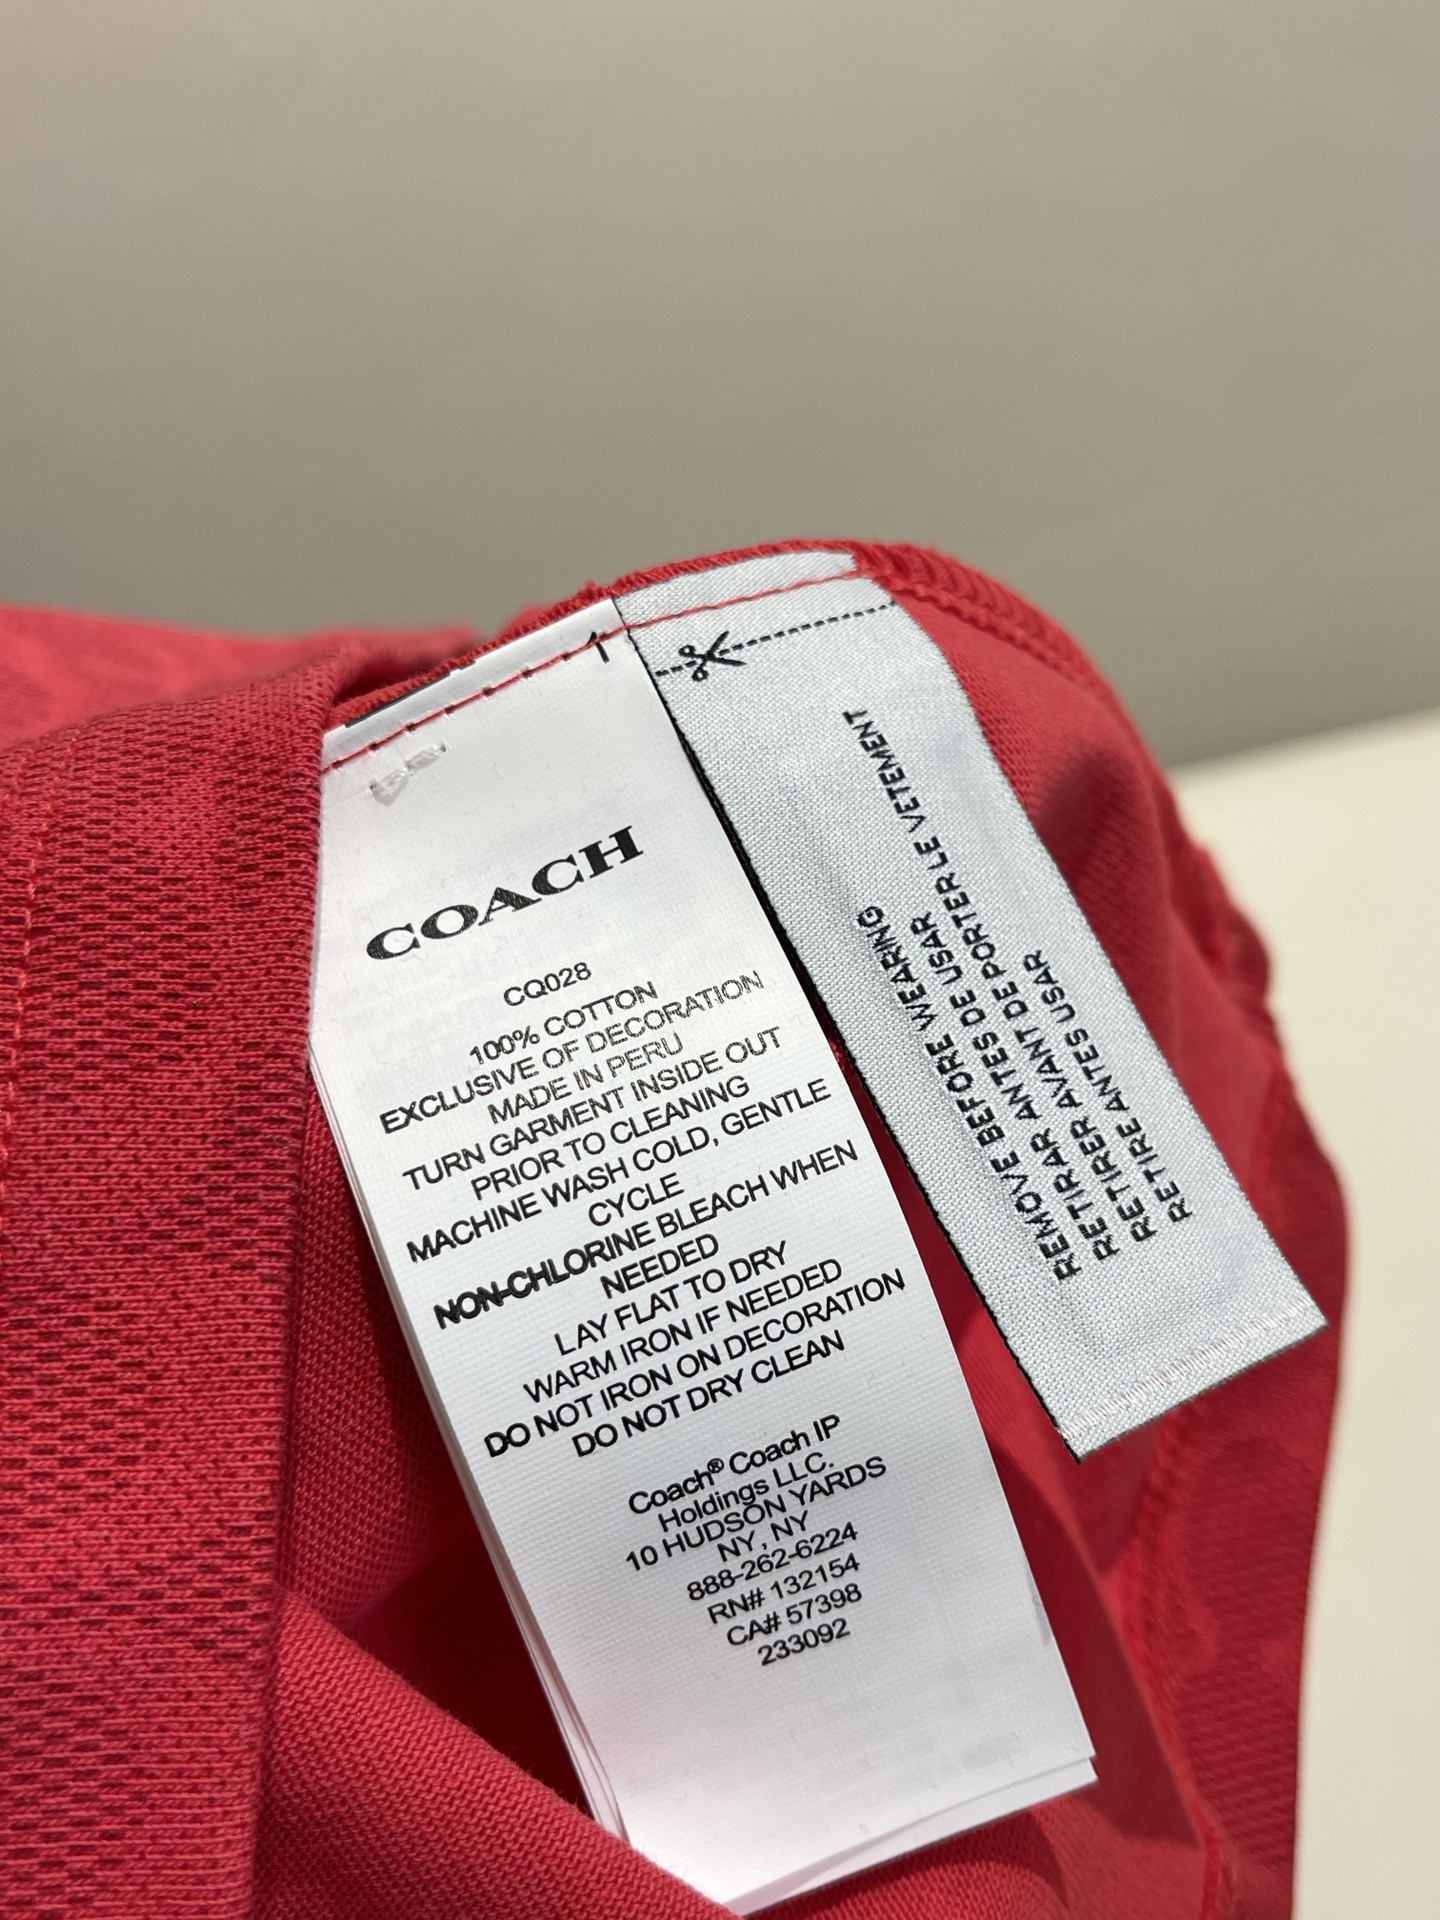 COACH
CQ028
100% COTTON
EXCLUSIVE OF DECORATION
MADE IN PERU
TURN GARMENT INSIDE OUT
PRIOR TO CLEANING
MACHINE WASH COLD, GENTLE
CYCLE
NON-CHLORINE BLEACH WHEN
NEEDED
LAY FLAT TO DRY
WARM IRON IF NEEDED
DO NOT IRON ON DECORATION
DO NOT DRY CLEAN
Coach® Coach IP
Holdings LLC.
10 HUDSON YARDS
NY, NY
888-262-6224
RN# 132154
CA# 57398
233092
REMOVE BEFORE WEARING
RETIRAR ANTES DE USAR
RETIRER AVANT DE PORTER LE VETEMENT
RETIRE ANTES USAR